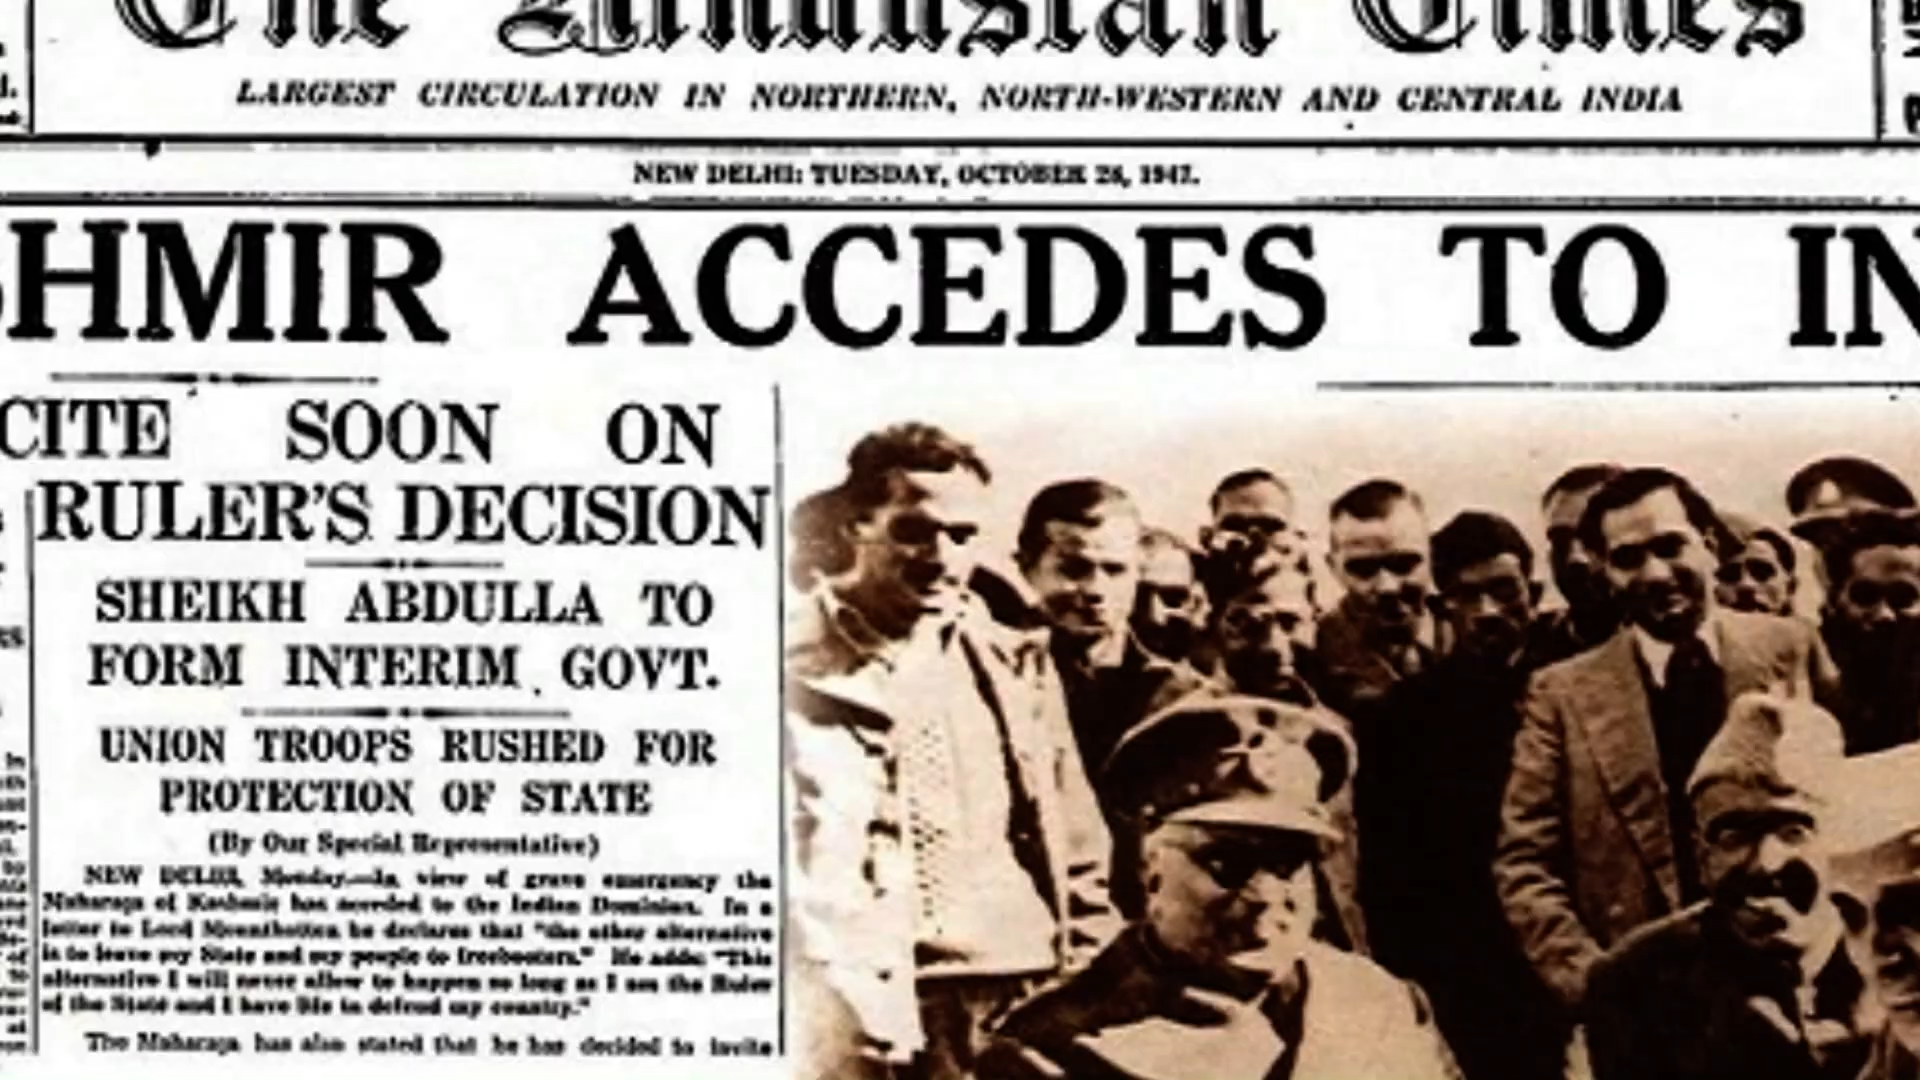 The Hindustan Times
LARGEST CIRCULATION IN NORTHERN, NORTH-WESTERN AND CENTRAL INDIA
NEW DELHI: TUESDAY, OCTOBER 28, 1947.
SHMIR ACCEDES TO IN
CITE SOON ON
RULER'S DECISION
SHEIKH ABDULLA TO
FORM INTERIM GOVT.
UNION TROOPS RUSHED FOR
PROTECTION OF STATE
(By Our Special Representative)
NEW DELHI, Monday.—In view of grave emergency the
Maharaja of Kashmir has acceded to the Indian Dominion. In a
letter to Lord Mountbatten he declares that "the other alternative
is to leave my State and my people to freebooters." He adds: "This
alternative I will never allow to happen so long as I am the Ruler
of the State and I have life to defend my country."
The Maharaja has also stated that he has decided to invite